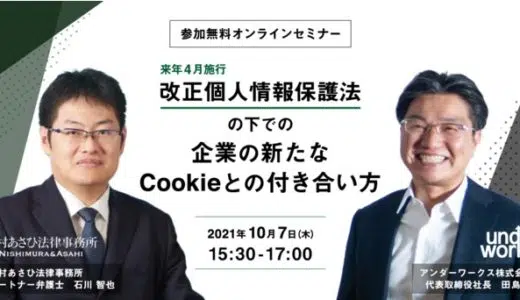 参加無料オンラインセミナー
来年4月施行
改正個人情報保護法
の下での
企業の新たな
Cookieとの付き合い方
2021年10月7日(木)
15:30-17:00
村あさひ法律事務所
NISHIMURA&ASAHI
村あさひ法律事務所
ートナー弁護士 石川 智也
und
work
アンダーワークス株式会
代表取締役社長 田島